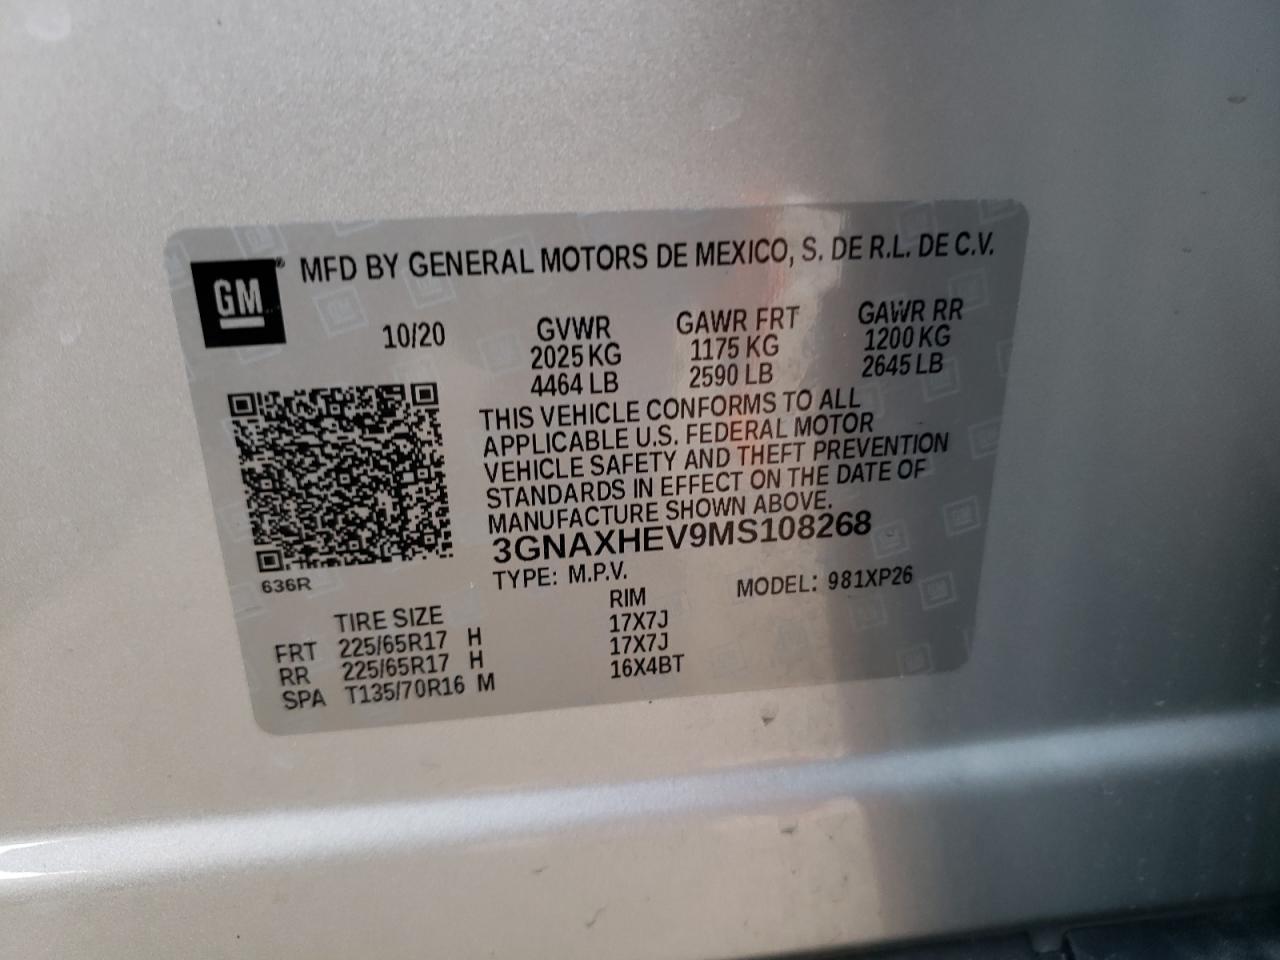 GM
MFD BY GENERAL MOTORS DE MEXICO, S. DE R.L. DE C.V.
10/20 GVWR GAWR FRT GAWR RR
2025 KG 1175 KG 1200 KG
4464 LB 2590 LB 2645 LB
THIS VEHICLE CONFORMS TO ALL
APPLICABLE U.S. FEDERAL MOTOR
VEHICLE SAFETY AND THEFT PREVENTION
STANDARDS IN EFFECT ON THE DATE OF
MANUFACTURE SHOWN ABOVE.
3GNAXHEV9MS108268
636R
TYPE: M.P.V. MODEL: 981XP26
TIRE SIZE RIM
FRT 225/65R17 H 17X7J
RR 225/65R17 H 17X7J
SPA T135/70R16 M 16X4BT